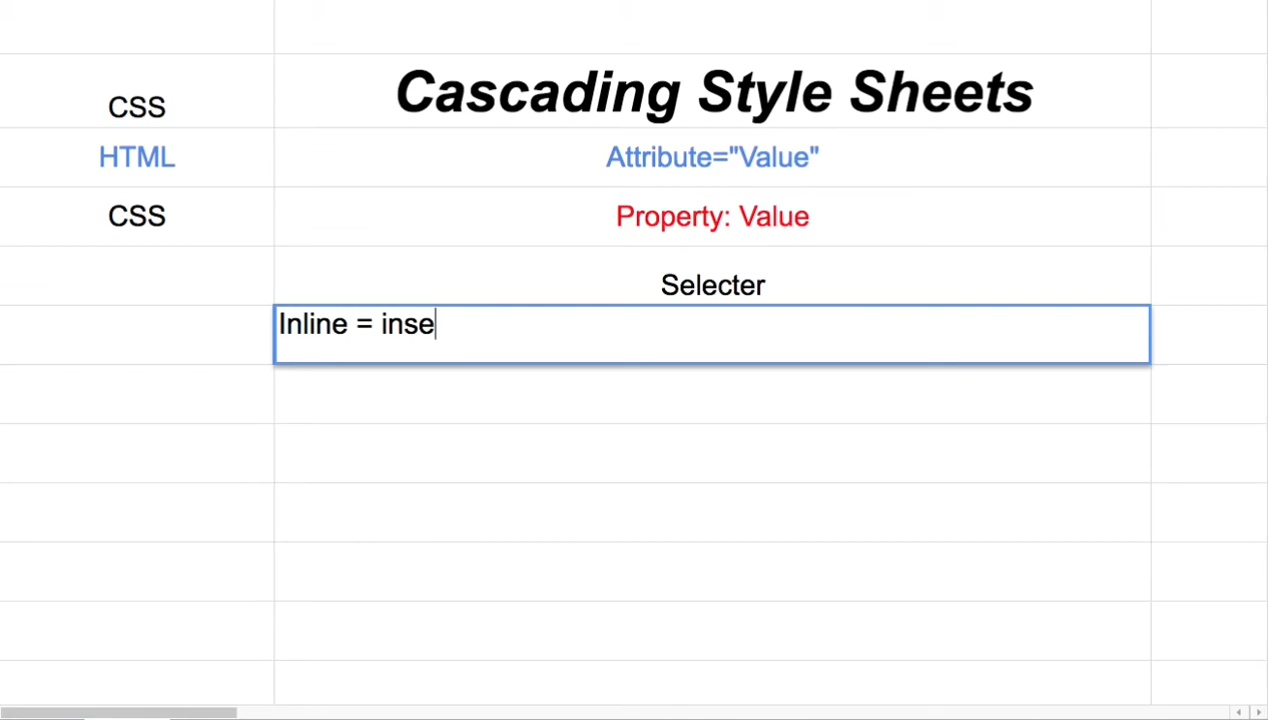 CSS
Cascading Style Sheets
HTML
Attribute="Value"
CSS
Property: Value
Selecter
Inline = inse